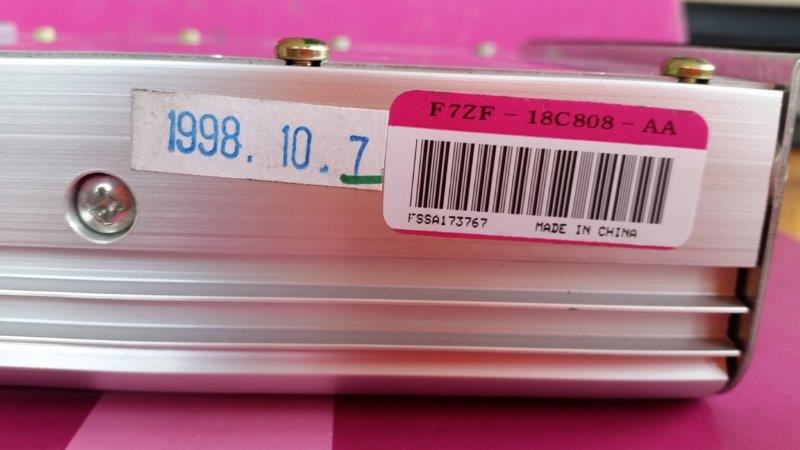 1998. 10. 7
F7ZF - 18C808 - AA
FSSA173767 MADE IN CHINA